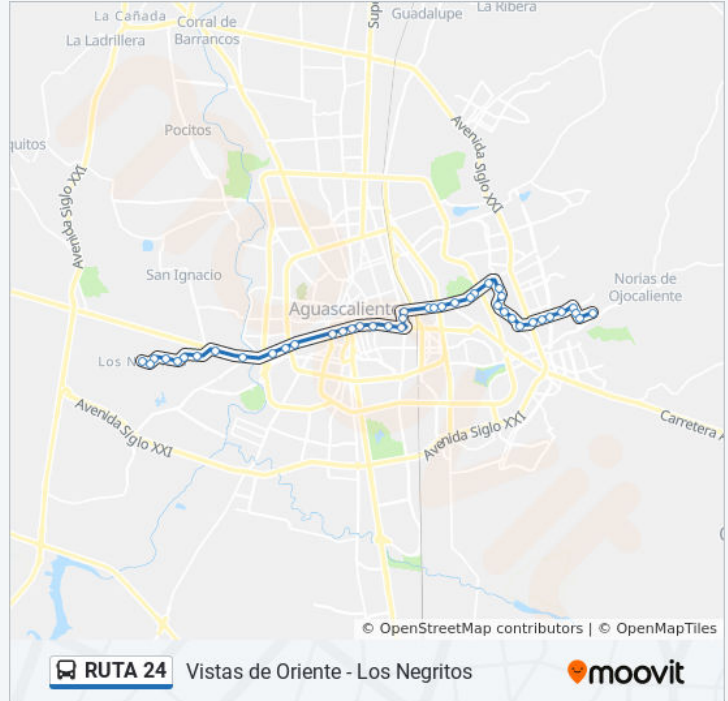 La Ribera
La Cañada
Corral de
Barrancos
Guadalupe
La Ladrillera
Pocitos
Avenida Siglo XXI
Avenida Siglo XXI
San Ignacio
Norias de
Ojocaliente
Aguascaliente
Los N
Avenida Siglo XXI
Avenida Siglo XXI
Carretera A
© OpenStreetMap contributors | © OpenMapTiles
RUTA 24 Vistas de Oriente - Los Negritos
moovit